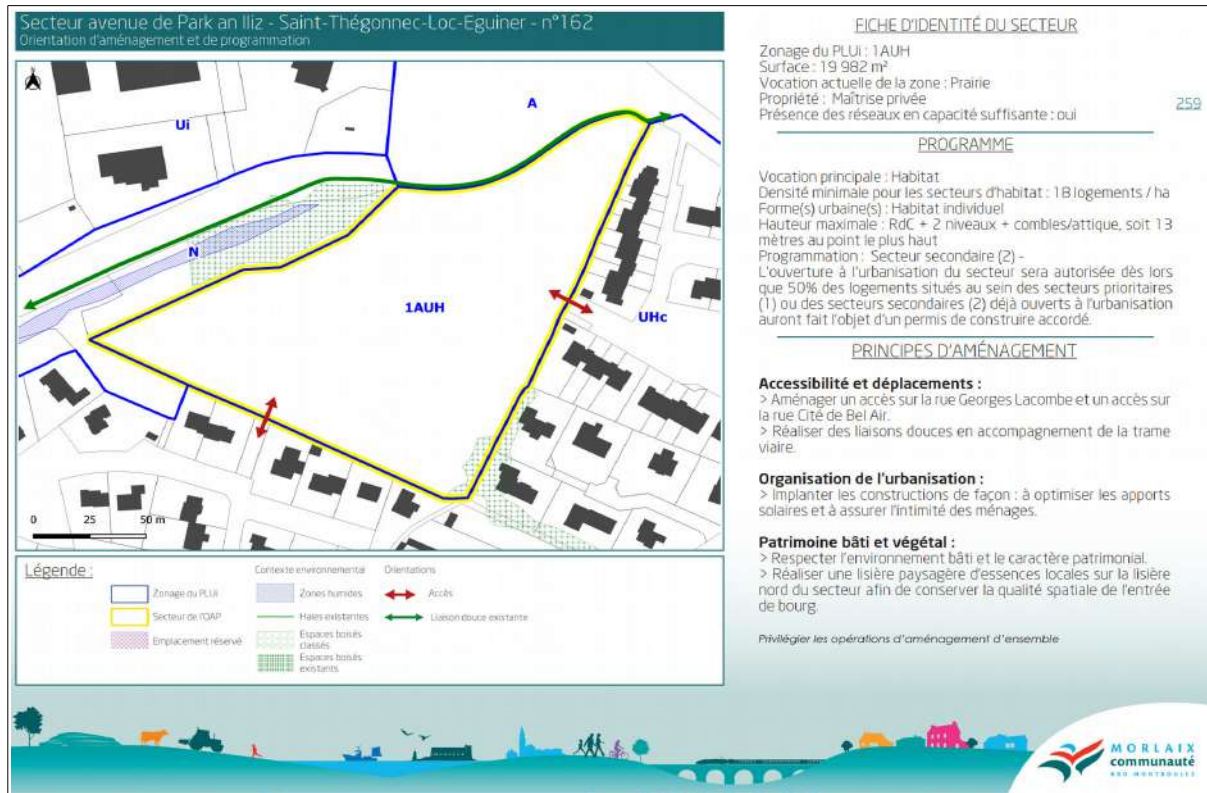 Secteur avenue de Park an Iliz - Saint-Thégonnec-Loc-Eguiner - n°162
Orientation d'aménagement et de programmation
A
Ui
N
1AUH
UHc
0 25 50 m
Légende :
Zonage du PLUi
Secteur de l'OAP
Emplacement réservé
Contexte environnemental
Zones humides
Haies existantes
Espaces boisés
classés
Espaces boisés
existants
Orientations
Accès
Liaison douce existante
FICHE D'IDENTITÉ DU SECTEUR
Zonage du PLUi : 1AUH
Surface : 19 982 m²
Vocation actuelle de la zone : Prairie
Propriété : Maîtrise privée
Présence des réseaux en capacité suffisante : oui
259
PROGRAMME
Vocation principale : Habitat
Densité minimale pour les secteurs d'habitat : 18 logements / ha
Forme(s) urbaine(s) : Habitat individuel
Hauteur maximale : RdC + 2 niveaux + combles/attique, soit 13
mètres au point le plus haut
Programmation : Secteur secondaire (2) -
L'ouverture à l'urbanisation du secteur sera autorisée dès lors
que 50% des logements situés au sein des secteurs prioritaires
(1) ou des secteurs secondaires (2) déjà ouverts à l'urbanisation
auront fait l'objet d'un permis de construire accordé.
PRINCIPES D'AMÉNAGEMENT
Accessibilité et déplacements :
> Aménager un accès sur la rue Georges Lacombe et un accès sur
la rue Cité de Bel Air.
> Réaliser des liaisons douces en accompagnement de la trame
viaire.
Organisation de l'urbanisation :
> Implanter les constructions de façon : à optimiser les apports
solaires et à assurer l'intimité des ménages.
Patrimoine bâti et végétal :
> Respecter l'environnement bâti et le caractère patrimonial.
> Réaliser une lisière paysagère d'essences locales sur la lisière
nord du secteur afin de conserver la qualité spatiale de l'entrée
de bourg.
Privilégier les opérations d'aménagement d'ensemble
MORLAIX
communauté
BRO MONTROULEZ